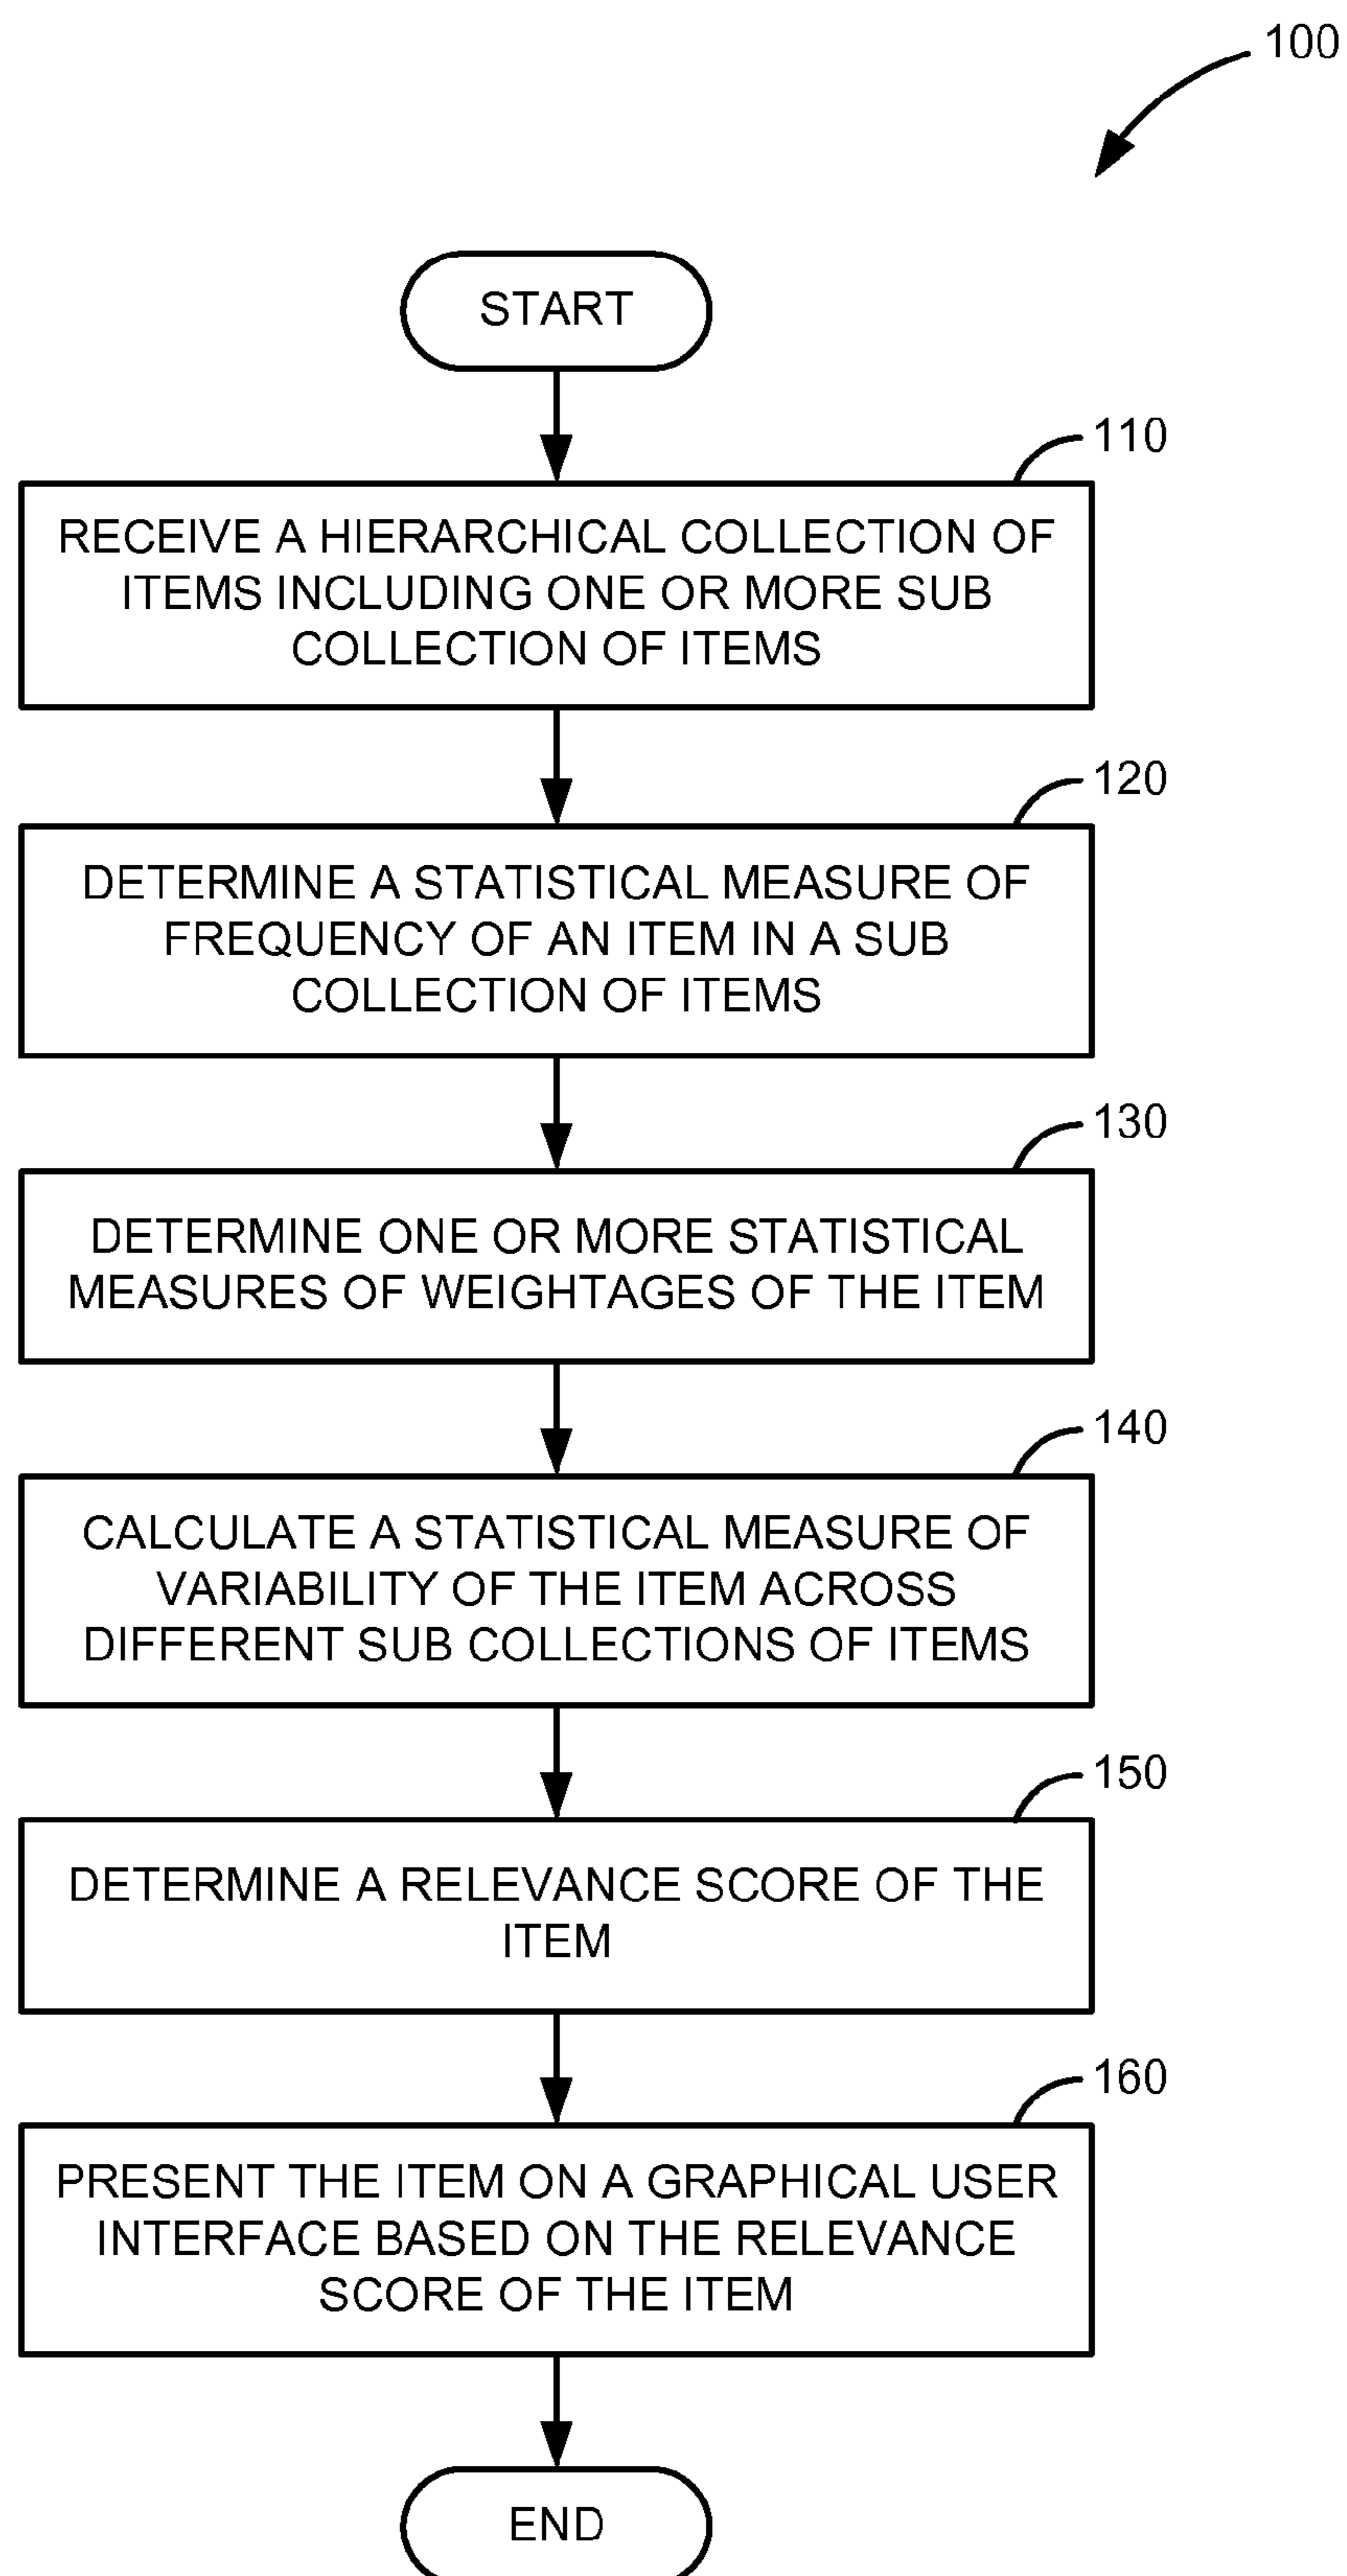 100
START
110
RECEIVE A HIERARCHICAL COLLECTION OF
ITEMS INCLUDING ONE OR MORE SUB
COLLECTION OF ITEMS
120
DETERMINE A STATISTICAL MEASURE OF
FREQUENCY OF AN ITEM IN A SUB
COLLECTION OF ITEMS
130
DETERMINE ONE OR MORE STATISTICAL
MEASURES OF WEIGHTAGES OF THE ITEM
140
CALCULATE A STATISTICAL MEASURE OF
VARIABILITY OF THE ITEM ACROSS
DIFFERENT SUB COLLECTIONS OF ITEMS
150
DETERMINE A RELEVANCE SCORE OF THE
ITEM
160
PRESENT THE ITEM ON A GRAPHICAL USER
INTERFACE BASED ON THE RELEVANCE
SCORE OF THE ITEM
END